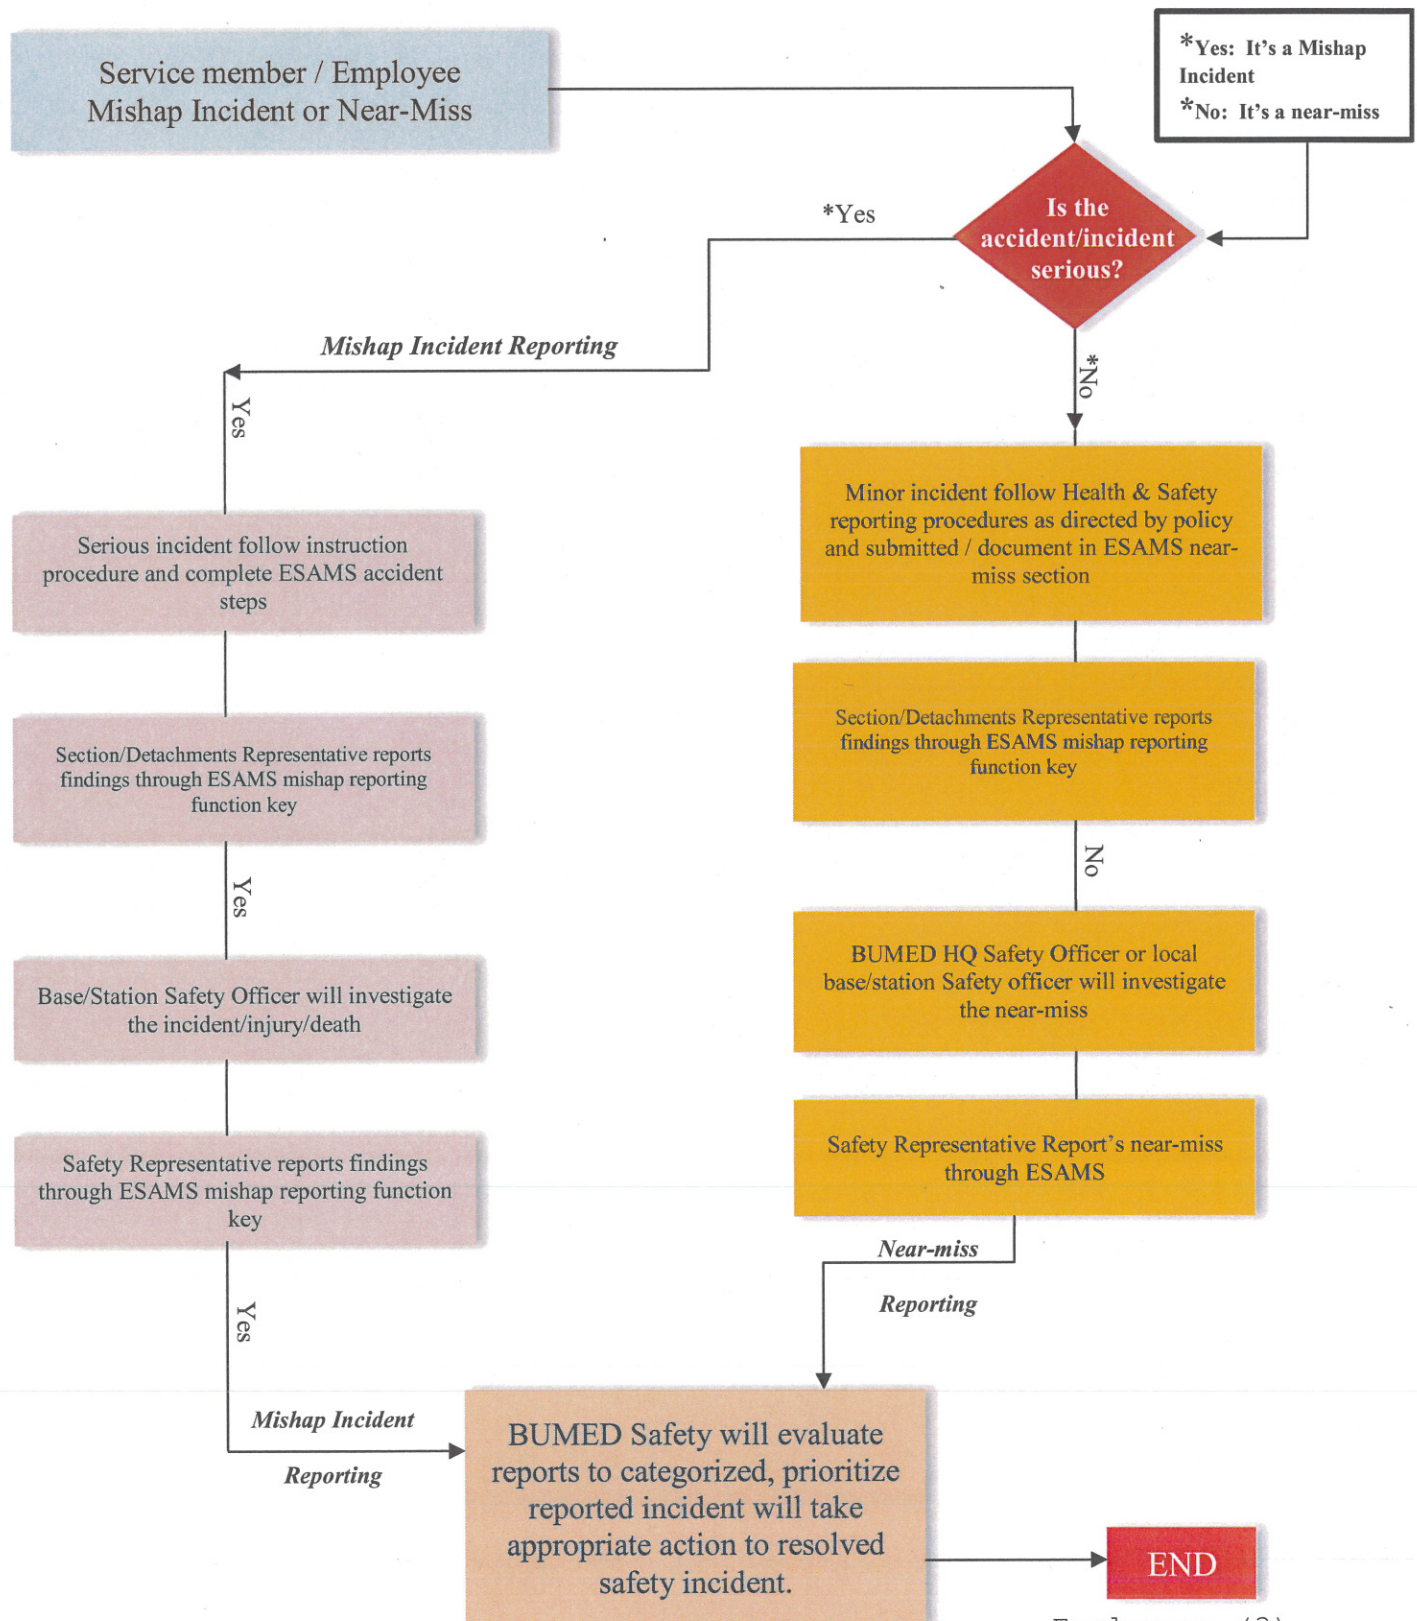 Service member / Employee
Mishap Incident or Near-Miss
*Yes: It's a Mishap
Incident
*No: It's a near-miss
Is the
accident/incident
serious?
*Yes
*No
Mishap Incident Reporting
Yes
Serious incident follow instruction
procedure and complete ESAMS accident
steps
Section/Detachments Representative reports
findings through ESAMS mishap reporting
function key
Yes
Base/Station Safety Officer will investigate
the incident/injury/death
Safety Representative reports findings
through ESAMS mishap reporting function
key
Yes
Mishap Incident
Reporting
Minor incident follow Health & Safety
reporting procedures as directed by policy
and submitted / document in ESAMS near-
miss section
Section/Detachments Representative reports
findings through ESAMS mishap reporting
function key
No
BUMED HQ Safety Officer or local
base/station Safety officer will investigate
the near-miss
Safety Representative Report's near-miss
through ESAMS
Near-miss
Reporting
BUMED Safety will evaluate
reports to categorized, prioritize
reported incident will take
appropriate action to resolved
safety incident.
END